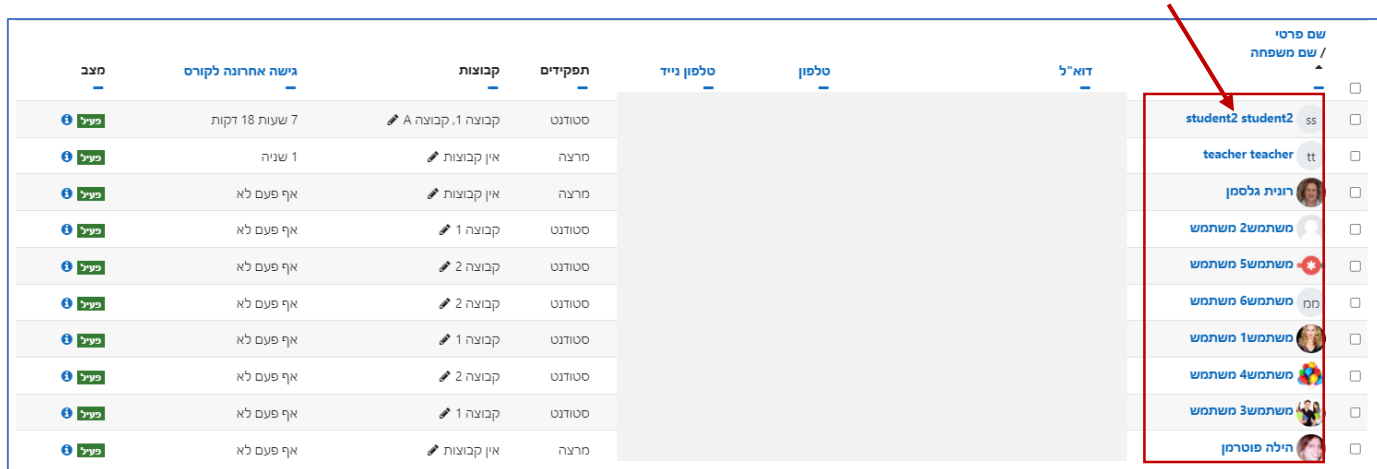 שם פרטי
/ שם משפחה
דוא"ל טלפון טלפון נייד תפקידים קבוצות גישה אחרונה לקורס מצב
ss student2 student2 סטודנט קבוצה 1, קבוצה A 7 שעות 18 דקות פעיל
tt teacher teacher מרצה אין קבוצות 1 שניה פעיל
רונית גלסמן מרצה אין קבוצות אף פעם לא פעיל
משתמש2 משתמש סטודנט קבוצה 1 אף פעם לא פעיל
משתמש5 משתמש סטודנט קבוצה 2 אף פעם לא פעיל
ממ משתמש6 משתמש סטודנט קבוצה 2 אף פעם לא פעיל
משתמש1 משתמש סטודנט קבוצה 1 אף פעם לא פעיל
משתמש4 משתמש סטודנט קבוצה 2 אף פעם לא פעיל
משתמש3 משתמש סטודנט קבוצה 1 אף פעם לא פעיל
הילה פוטרמן מרצה אין קבוצות אף פעם לא פעיל